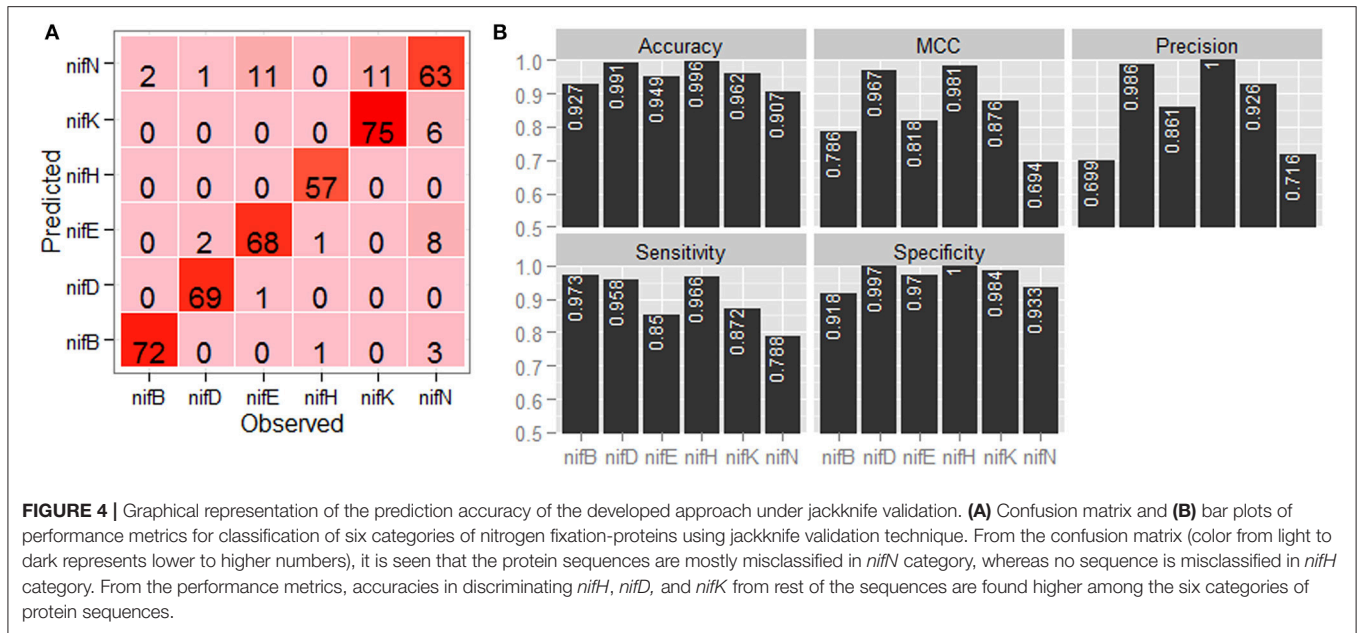 A
nifN 2 1 11 0 11 63
nifK 0 0 0 0 75 6
nifH 0 0 0 57 0 0
nifE 0 2 68 1 0 8
nifD 0 69 1 0 0 0
nifB 72 0 0 1 0 3
nifB nifD nifE nifH nifK nifN
Observed
Predicted
B
Accuracy MCC Precision
1.0
0.9
0.8
0.7
0.6
0.5
0.927 0.991 0.949 0.996 0.962 0.907
0.786 0.967 0.818 0.981 0.876 0.694
0.699 0.986 0.861 1 0.926 0.716
Sensitivity Specificity
1.0
0.9
0.8
0.7
0.6
0.5
0.973 0.958 0.85 0.966 0.872 0.788
0.918 0.997 0.97 1 0.984 0.933
nifB nifD nifE nifH nifK nifN nifB nifD nifE nifH nifK nifN
FIGURE 4 | Graphical representation of the prediction accuracy of the developed approach under jackknife validation. (A) Confusion matrix and (B) bar plots of
performance metrics for classification of six categories of nitrogen fixation-proteins using jackknife validation technique. From the confusion matrix (color from light to
dark represents lower to higher numbers), it is seen that the protein sequences are mostly misclassified in nifN category, whereas no sequence is misclassified in nifH
category. From the performance metrics, accuracies in discriminating nifH, nifD, and nifK from rest of the sequences are found higher among the six categories of
protein sequences.